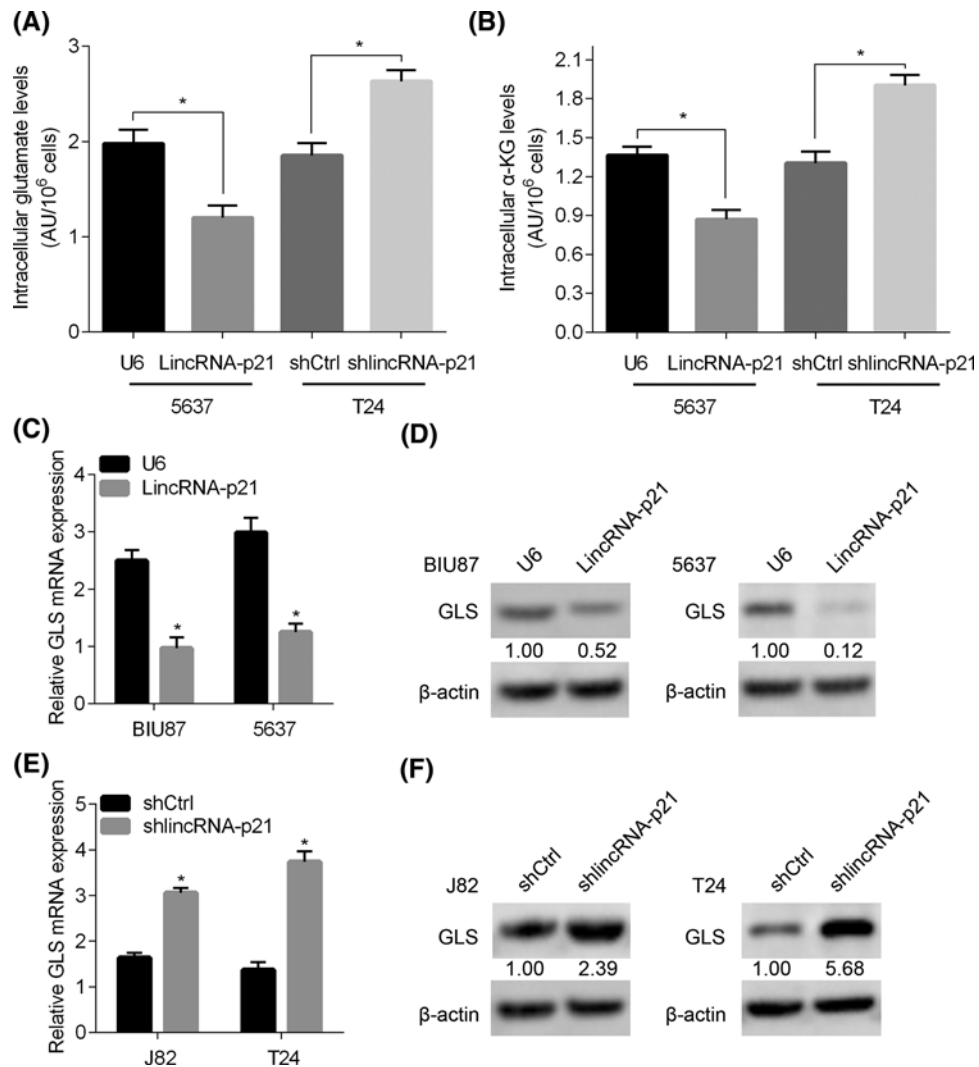 (A)
Intracellular glutamate levels
(AU/10⁶ cells)
3
2
1
0
*
*
U6 LincRNA-p21 shCtrl shlincRNA-p21
5637 T24
(B)
Intracellular α-KG levels
(AU/10⁶ cells)
2.1
1.8
1.5
1.2
0.9
0.6
0.3
0.0
*
*
U6 LincRNA-p21 shCtrl shlincRNA-p21
5637 T24
(C)
Relative GLS mRNA expression
U6
LincRNA-p21
4
3
2
1
0
*
*
BIU87 5637
(D)
BIU87 U6 LincRNA-p21
GLS
1.00 0.52
β-actin
5637 U6 LincRNA-p21
GLS
1.00 0.12
β-actin
(E)
Relative GLS mRNA expression
shCtrl
shlincRNA-p21
5
4
3
2
1
0
*
*
J82 T24
(F)
J82 shCtrl shlincRNA-p21
GLS
1.00 2.39
β-actin
T24 shCtrl shlincRNA-p21
GLS
1.00 5.68
β-actin